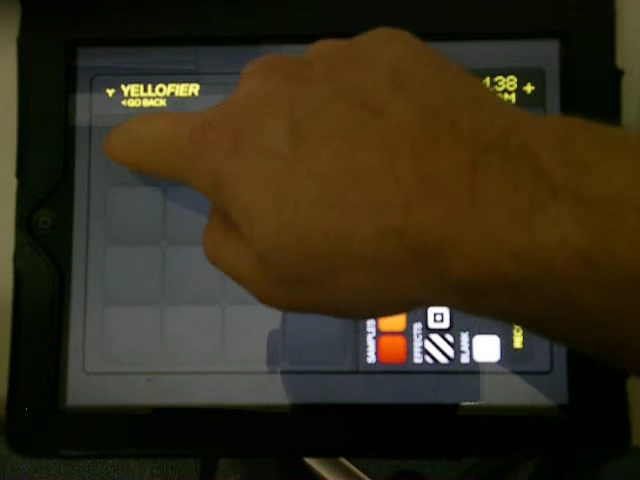 YELLOFIER
<GO BACK
138 +
SAMPLES
EFFECTS
BLANK